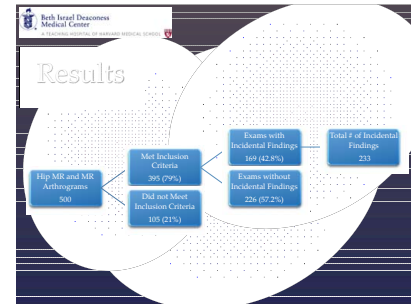 Beth Israel Deaconess
Medical Center
A TEACHING HOSPITAL OF HARVARD MEDICAL SCHOOL
Results
Hip MR and MR
Arthrograms
500
Met Inclusion
Criteria
395 (79%)
Did not Meet
Inclusion Criteria
105 (21%)
Exams with
Incidental Findings
169 (42.8%)
Exams without
Incidental Findings
226 (57.2%)
Total # of Incidental
Findings
233